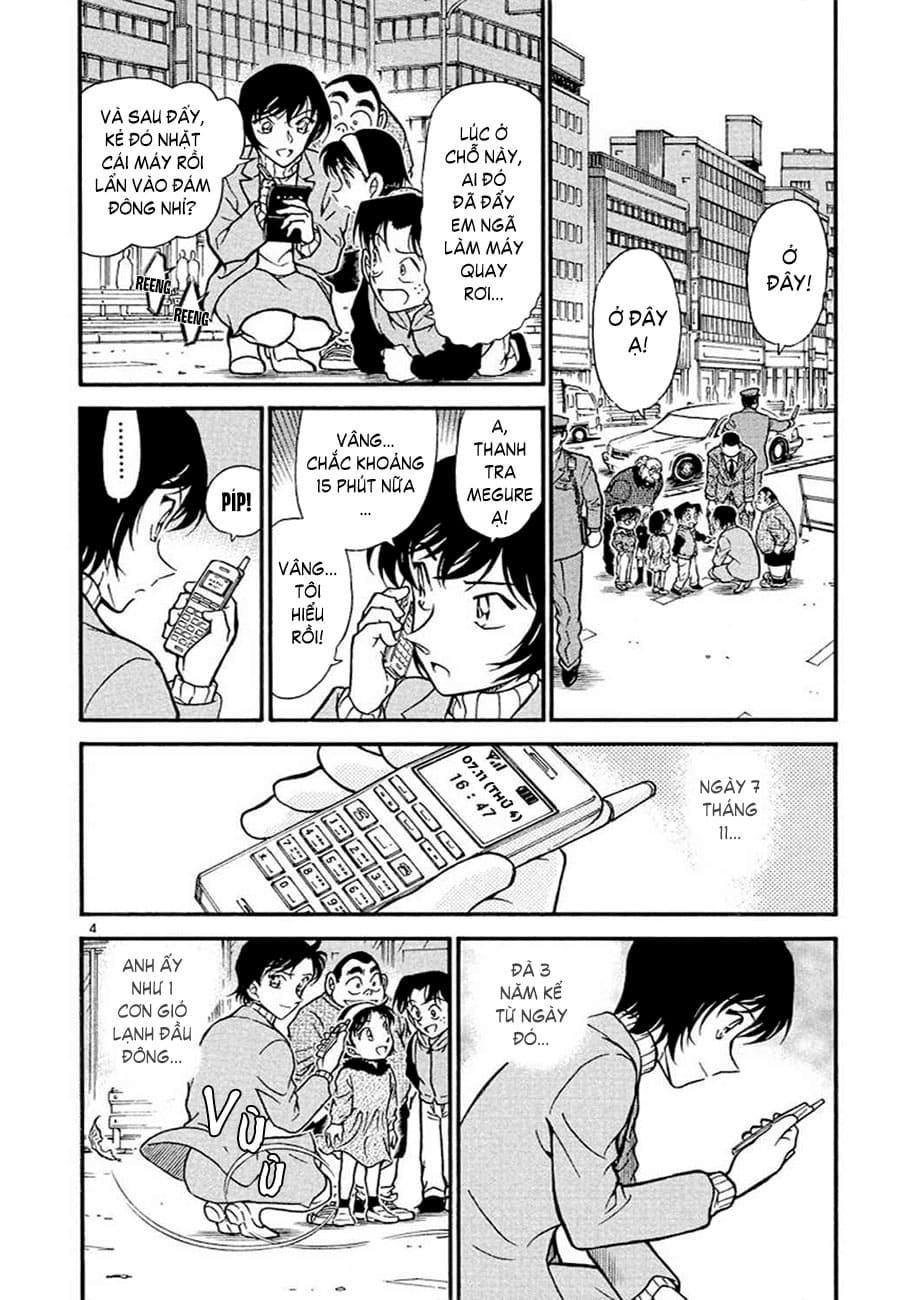 Ở
ĐÂY!
Ở ĐÂY
Ạ!
LÚC Ở
CHỖ NÀY,
AI ĐÓ
ĐÃ ĐẨY
EM NGÃ
LÀM MÁY
QUAY
RƠI...
VÀ SAU ĐẤY,
KẺ ĐÓ NHẶT
CÁI MÁY RỒI
LẨN VÀO ĐÁM
ĐÔNG NHỈ?
REENG
REENG
A,
THANH
TRA
MEGURE
Ạ!
VÂNG...
CHẮC KHOẢNG
15 PHÚT NỮA
...
VÂNG...
TÔI
HIỂU
RỒI!
PÍP!
........
NGÀY 7
THÁNG
11...
07.11 (THỨ 4)
16 : 47
4
ĐÃ 3
NĂM KỂ
TỪ NGÀY
ĐÓ...
ANH ẤY
NHƯ 1
CƠN GIÓ
LẠNH ĐẦU
ĐÔNG...
VÙ
Ù